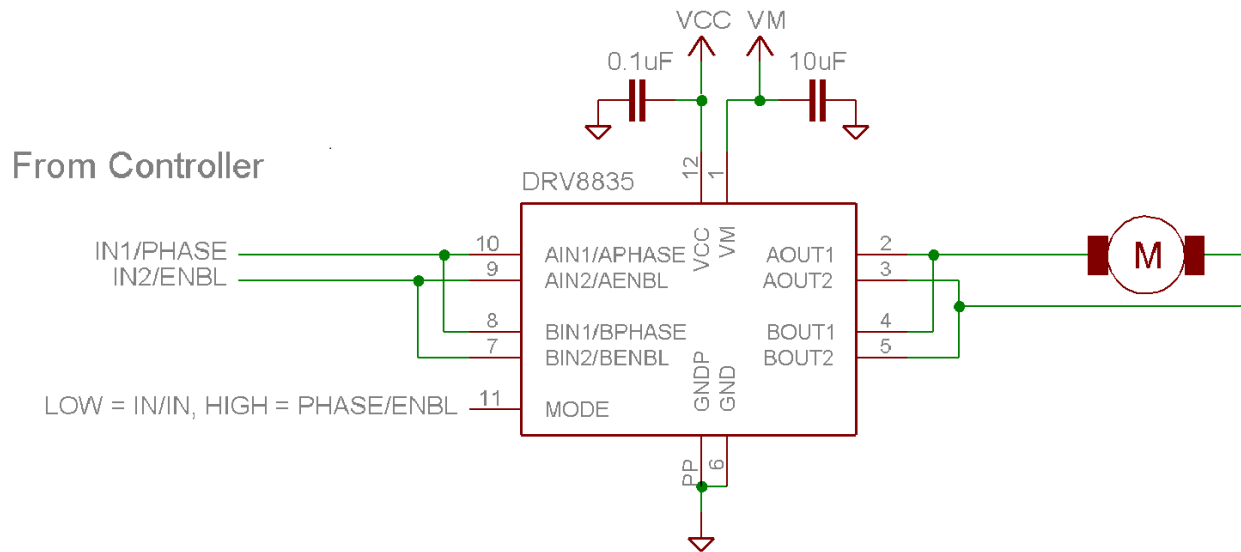 VCC VM
0.1uF 10uF
From Controller
12 1
DRV8835
VCC VM
IN1/PHASE 10 AIN1/APHASE AOUT1 2
IN2/ENBL 9 AIN2/AENBL AOUT2 3
M
8 BIN1/BPHASE BOUT1 4
7 BIN2/BENBL BOUT2 5
GNDP GND
LOW = IN/IN, HIGH = PHASE/ENBL 11 MODE
PP 6